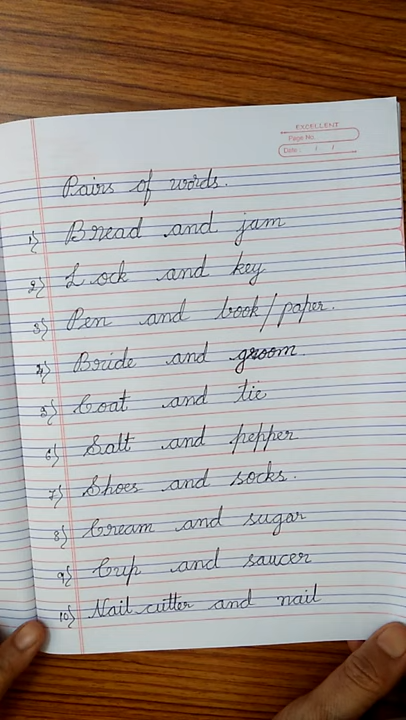 EXCELLENT
Page No.
Date : / /
Pairs of words.
1) Bread and jam
2) Lock and key
3) Pen and book/paper.
4) Bride and groom.
5) Coat and tie
6) Salt and pepper
7) Shoes and socks.
8) Cream and sugar
9) Cup and saucer
10) Nail cutter and nail